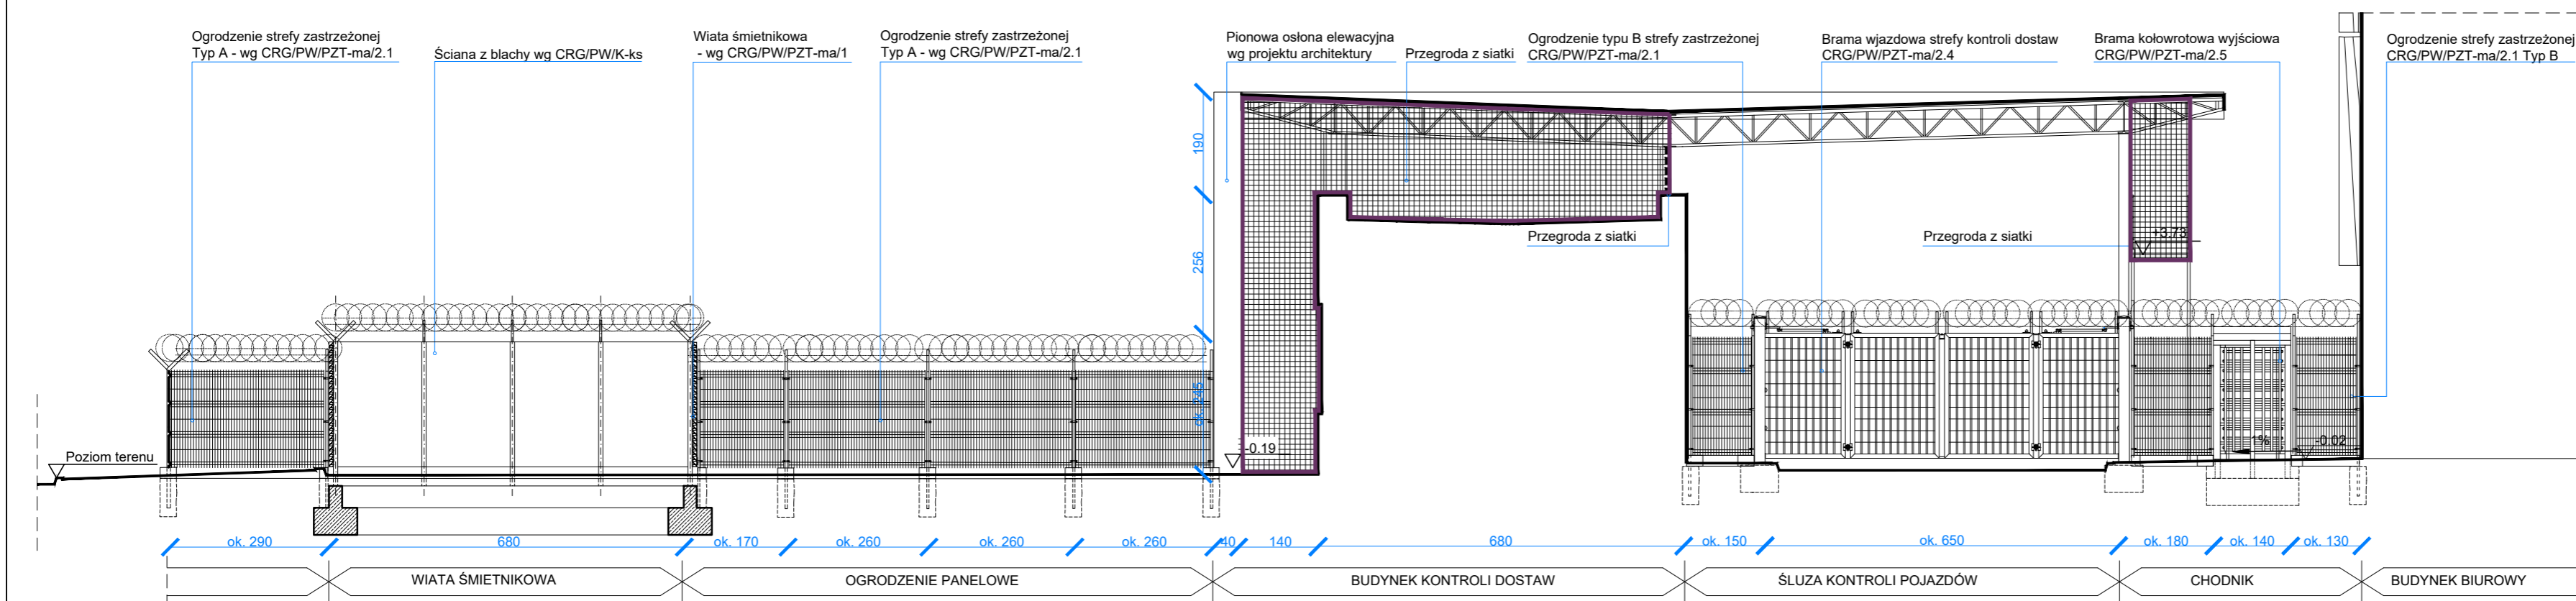 Ogrodzenie strefy zastrzeżonej
Typ A - wg CRG/PW/PZT-ma/2.1
Ściana z blachy wg CRG/PW/K-ks
Wiata śmietnikowa
- wg CRG/PW/PZT-ma/1
Ogrodzenie strefy zastrzeżonej
Typ A - wg CRG/PW/PZT-ma/2.1
Pionowa osłona elewacyjna
wg projektu architektury
Przegroda z siatki
Ogrodzenie typu B strefy zastrzeżonej
CRG/PW/PZT-ma/2.1
Brama wjazdowa strefy kontroli dostaw
CRG/PW/PZT-ma/2.4
Brama kołowrotowa wyjściowa
CRG/PW/PZT-ma/2.5
Ogrodzenie strefy zastrzeżonej
CRG/PW/PZT-ma/2.1 Typ B
190
256
ok. 245
Przegroda z siatki
Przegroda z siatki
+3.73
Poziom terenu
-0.19
1%
-0.02
ok. 290
680
ok. 170
ok. 260
ok. 260
ok. 260
40
140
680
ok. 150
ok. 650
ok. 180
ok. 140
ok. 130
WIATA ŚMIETNIKOWA
OGRODZENIE PANELOWE
BUDYNEK KONTROLI DOSTAW
ŚLUZA KONTROLI POJAZDÓW
CHODNIK
BUDYNEK BIUROWY